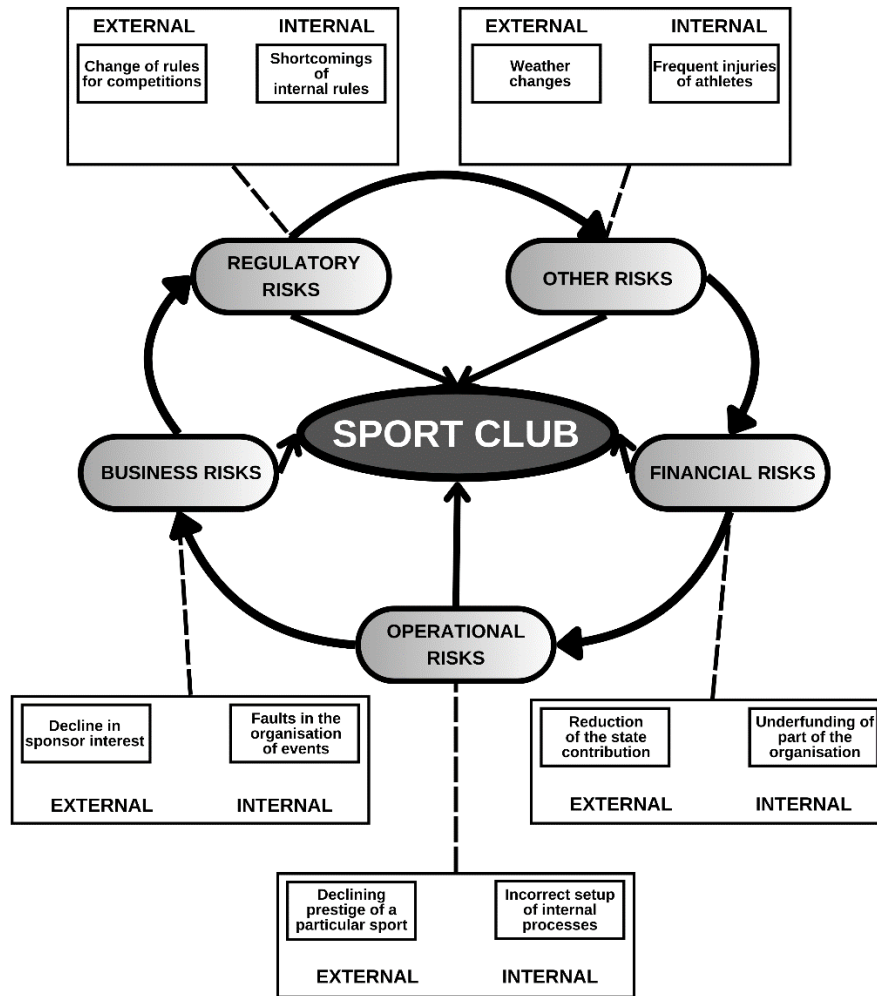 EXTERNAL INTERNAL
Change of rules
for competitions
Shortcomings
of
internal rules
EXTERNAL INTERNAL
Weather
changes
Frequent injuries
of athletes
REGULATORY
RISKS
OTHER RISKS
SPORT CLUB
BUSINESS RISKS
FINANCIAL RISKS
OPERATIONAL
RISKS
Decline in
sponsor interest
Faults in the
organisation
of events
EXTERNAL INTERNAL
Reduction
of the state
contribution
Underfunding of
part of the
organisation
EXTERNAL INTERNAL
Declining
prestige of a
particular sport
Incorrect setup
of internal
processes
EXTERNAL INTERNAL